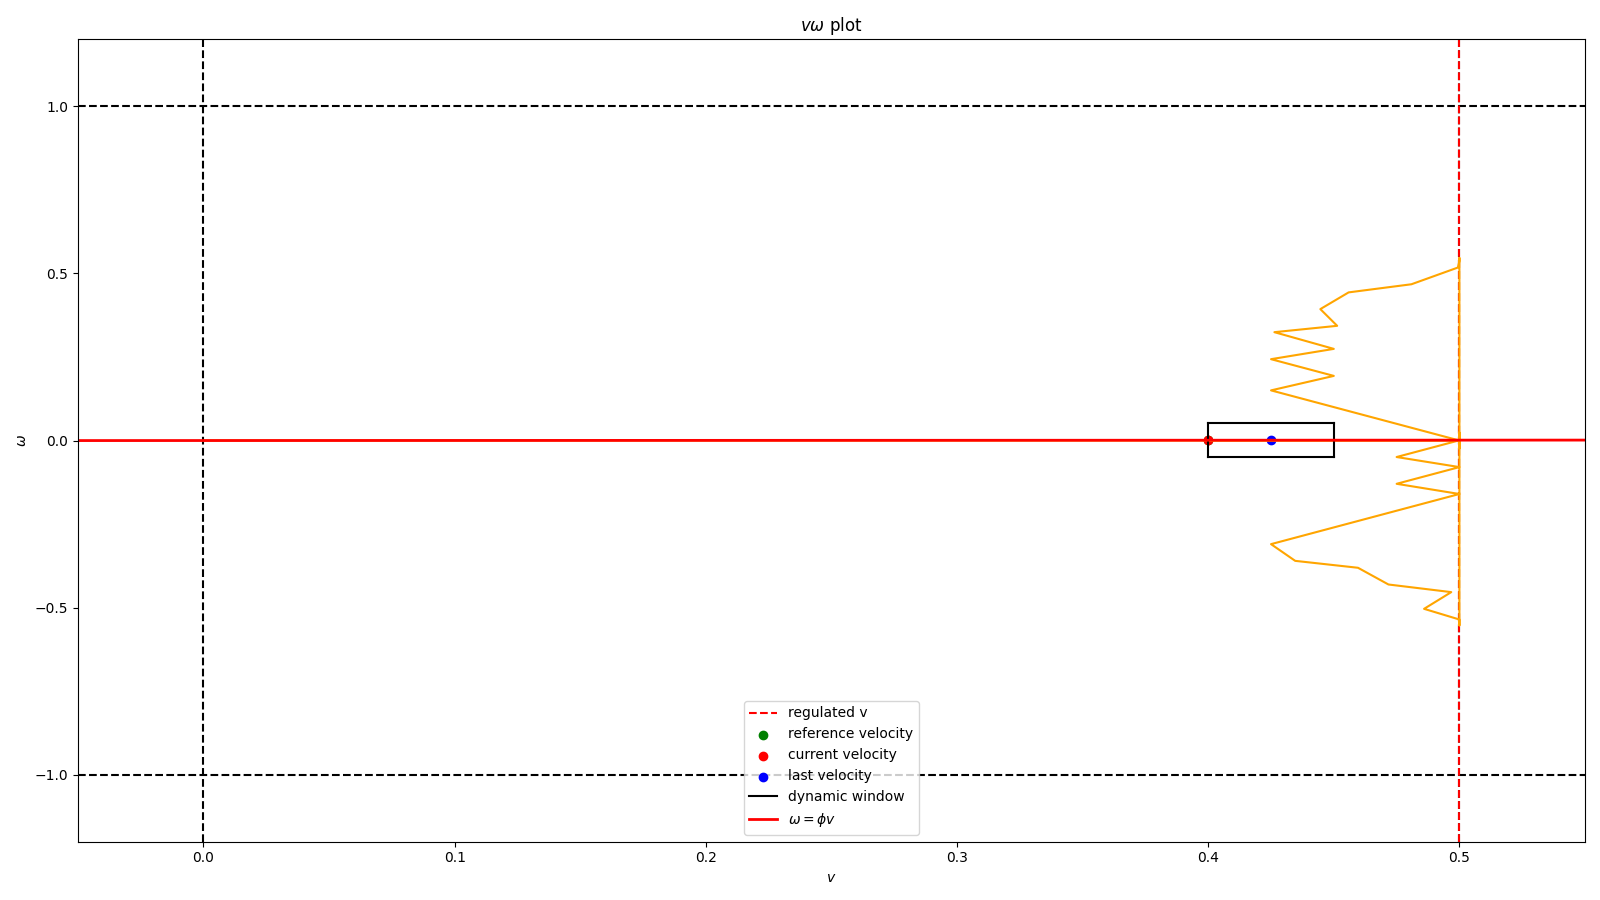 vω plot
1.0
0.5
0.0
−0.5
−1.0
ω
0.0
0.1
0.2
0.3
0.4
0.5
v
regulated v
reference velocity
current velocity
last velocity
dynamic window
ω = ϕv